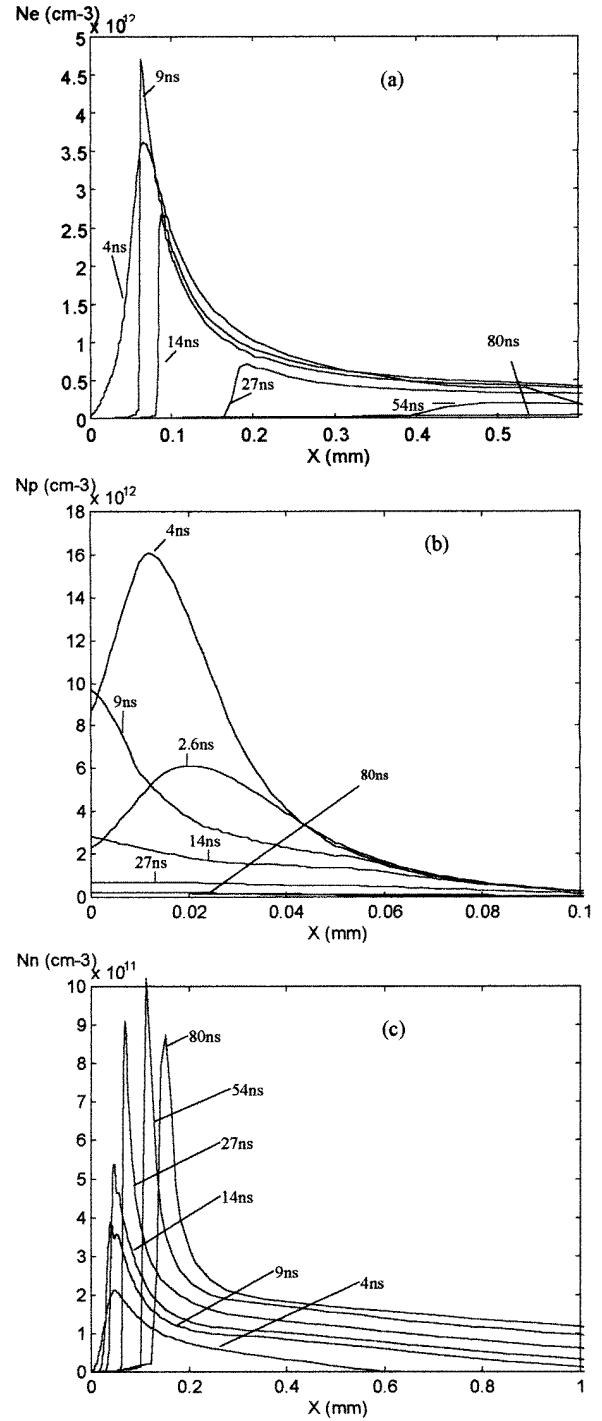 Ne (cm-3)
x 10^12
5
4.5
4
3.5
3
2.5
2
1.5
1
0.5
0
9ns
(a)
4ns
14ns
27ns
54ns
80ns
0 0.1 0.2 0.3 0.4 0.5
X (mm)
Np (cm-3)
x 10^12
18
16
14
12
10
8
6
4
2
0
4ns
(b)
9ns
2.6ns
80ns
14ns
27ns
0 0.02 0.04 0.06 0.08 0.1
X (mm)
Nn (cm-3)
x 10^11
10
9
8
7
6
5
4
3
2
1
0
(c)
80ns
54ns
27ns
14ns
9ns
4ns
0 0.2 0.4 0.6 0.8 1
X (mm)